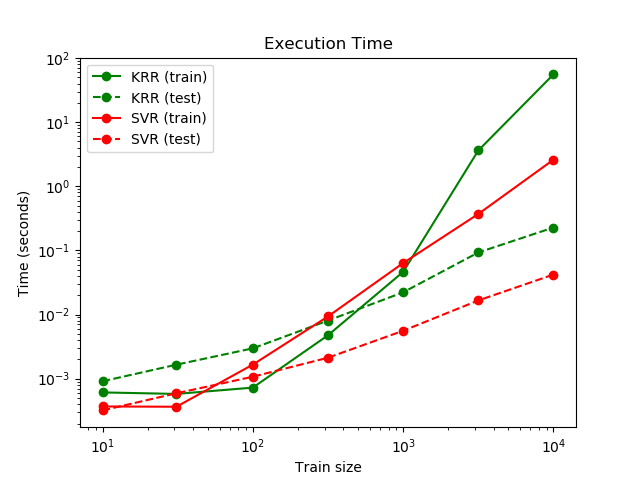 Execution Time
10²
10¹
10⁰
10⁻¹
10⁻²
10⁻³
Time (seconds)
KRR (train)
KRR (test)
SVR (train)
SVR (test)
10¹
10²
10³
10⁴
Train size